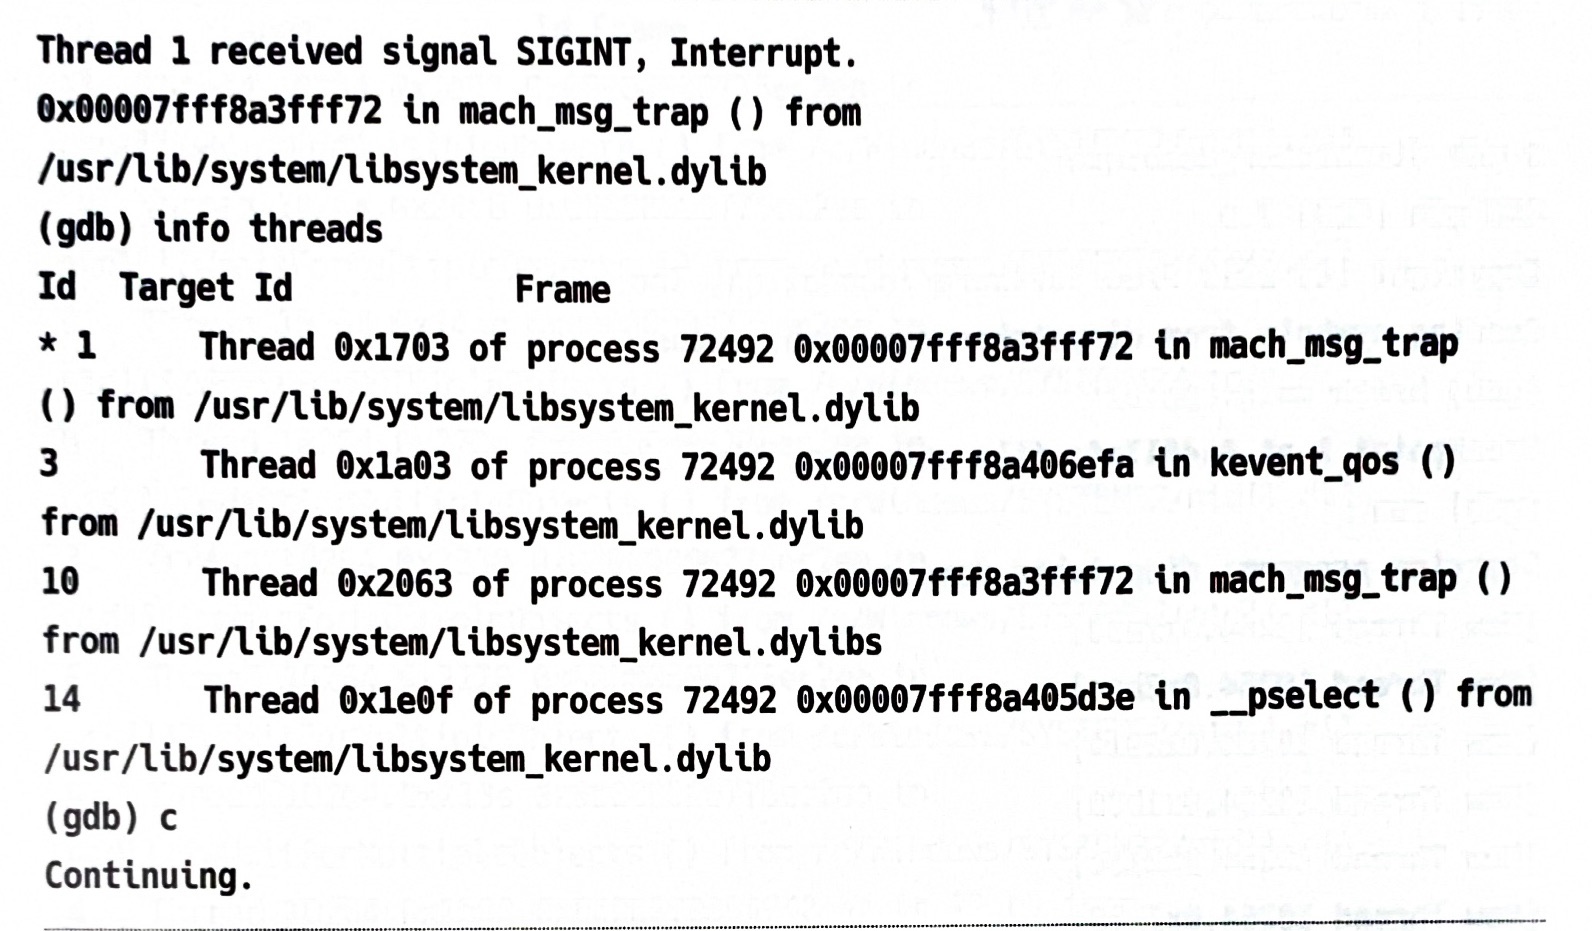 Thread 1 received signal SIGINT, Interrupt.
0x00007fff8a3fff72 in mach_msg_trap () from
/usr/lib/system/libsystem_kernel.dylib
(gdb) info threads
Id Target Id Frame
* 1 Thread 0x1703 of process 72492 0x00007fff8a3fff72 in mach_msg_trap
() from /usr/lib/system/libsystem_kernel.dylib
3 Thread 0x1a03 of process 72492 0x00007fff8a406efa in kevent_qos ()
from /usr/lib/system/libsystem_kernel.dylib
10 Thread 0x2063 of process 72492 0x00007fff8a3fff72 in mach_msg_trap ()
from /usr/lib/system/libsystem_kernel.dylibs
14 Thread 0x1e0f of process 72492 0x00007fff8a405d3e in __pselect () from
/usr/lib/system/libsystem_kernel.dylib
(gdb) c
Continuing.